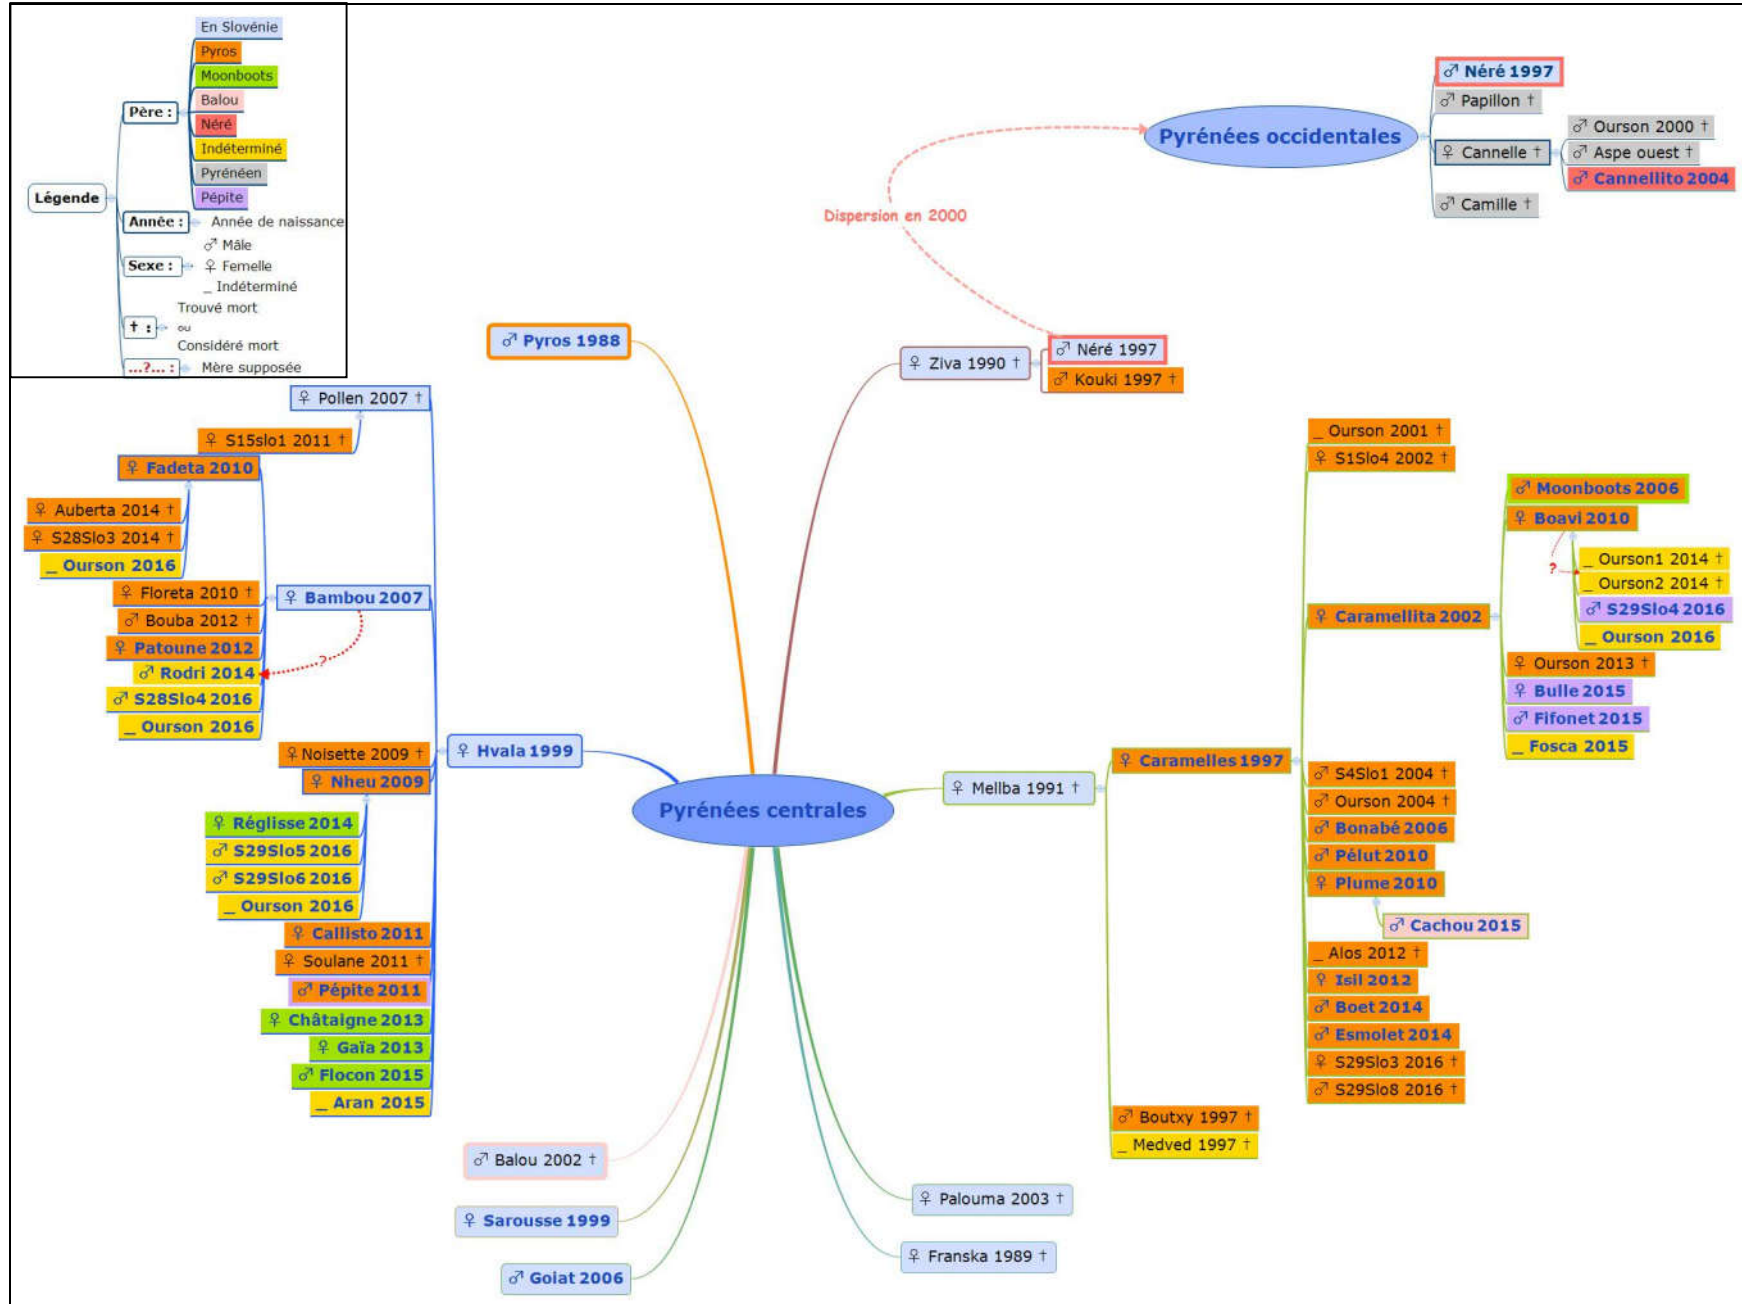 En Slovénie
Pyros
Moonboots
Balou
Néré
Indéterminé
Pyrénéen
Pépite
Père :
Légende
Année :
Année de naissance
♂ Mâle
Sexe :
♀ Femelle
_ Indéterminé
Trouvé mort
† :
ou
Considéré mort
...?... :
Mère supposée
♂ Néré 1997
♂ Papillon †
Pyrénées occidentales
♀ Cannelle †
♂ Camille †
♂ Ourson 2000 †
♂ Aspe ouest †
♂ Cannellito 2004
Dispersion en 2000
♂ Pyros 1988
♀ Ziva 1990 †
♂ Néré 1997
♂ Kouki 1997 †
♀ Pollen 2007 †
♀ S15slo1 2011 †
♀ Fadeta 2010
♀ Auberta 2014 †
♀ S28Slo3 2014 †
_ Ourson 2016
♀ Floreta 2010 †
♀ Bambou 2007
♂ Bouba 2012 †
♀ Patoune 2012
?
♂ Rodri 2014
♂ S28Slo4 2016
_ Ourson 2016
♀ Hvala 1999
♀Noisette 2009 †
♀ Nheu 2009
♀ Réglisse 2014
♂ S29Slo5 2016
♂ S29Slo6 2016
_ Ourson 2016
♀ Callisto 2011
♀ Soulane 2011 †
♂ Pépite 2011
♀ Châtaigne 2013
♀ Gaïa 2013
♂ Flocon 2015
_ Aran 2015
Pyrénées centrales
♀ Mellba 1991 †
♀ Caramelles 1997
_ Ourson 2001 †
♀ S1Slo4 2002 †
♀ Caramellita 2002
♂ Moonboots 2006
♀ Boavi 2010
?
_ Ourson1 2014 †
_ Ourson2 2014 †
♂ S29Slo4 2016
_ Ourson 2016
♀ Ourson 2013 †
♀ Bulle 2015
♂ Fifonet 2015
_ Fosca 2015
♂ S4Slo1 2004 †
♂ Ourson 2004 †
♂ Bonabé 2006
♂ Pélut 2010
♀ Plume 2010
♂ Cachou 2015
_ Alos 2012 †
♀ Isil 2012
♂ Boet 2014
♂ Esmolet 2014
♀ S29Slo3 2016 †
♂ S29Slo8 2016 †
♂ Boutxy 1997 †
_ Medved 1997 †
♂ Balou 2002 †
♀ Sarousse 1999
♂ Goiat 2006
♀ Palouma 2003 †
♀ Franska 1989 †